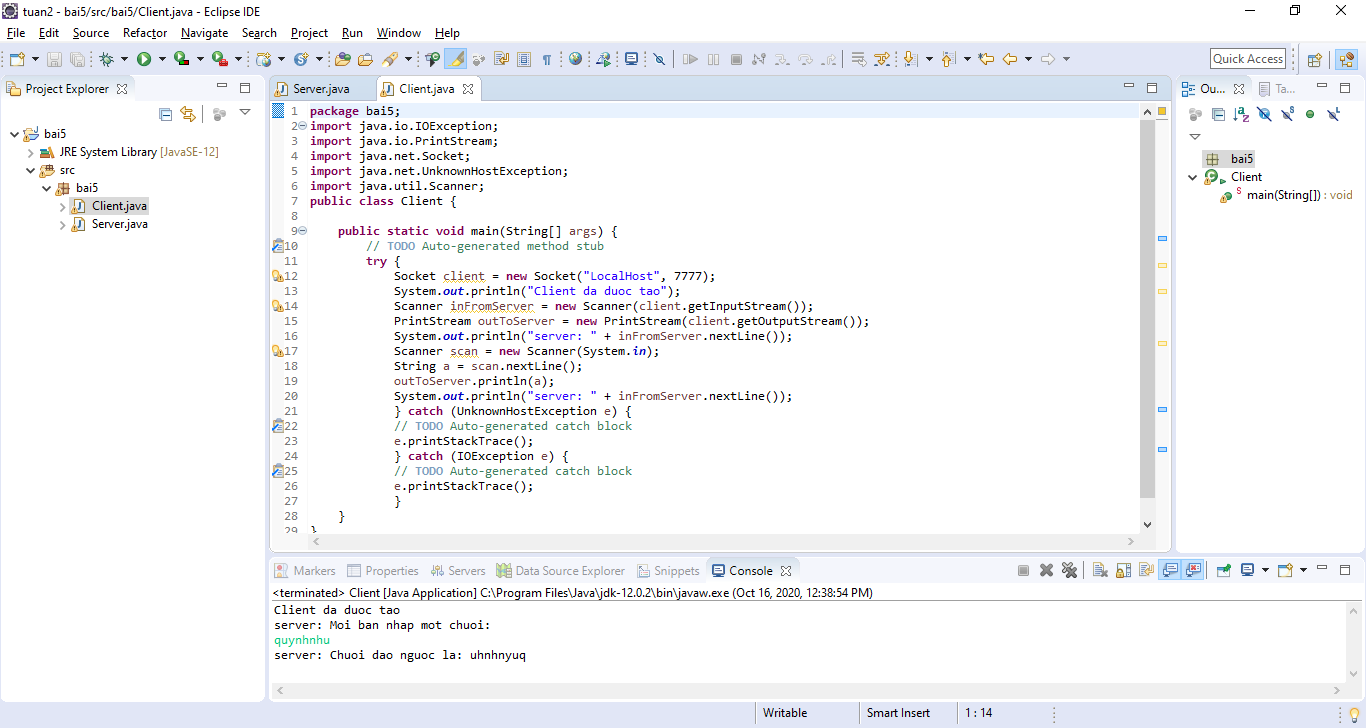 tuan2 - bai5/src/bai5/Client.java - Eclipse IDE
File Edit Source Refactor Navigate Search Project Run Window Help
Quick Access
Project Explorer
bai5
JRE System Library [JavaSE-12]
src
bai5
Client.java
Server.java
Server.java Client.java
1 package bai5;
2 import java.io.IOException;
3 import java.io.PrintStream;
4 import java.net.Socket;
5 import java.net.UnknownHostException;
6 import java.util.Scanner;
7 public class Client {
8
9 public static void main(String[] args) {
10 // TODO Auto-generated method stub
11 try {
12 Socket client = new Socket("LocalHost", 7777);
13 System.out.println("Client da duoc tao");
14 Scanner inFromServer = new Scanner(client.getInputStream());
15 PrintStream outToServer = new PrintStream(client.getOutputStream());
16 System.out.println("server: " + inFromServer.nextLine());
17 Scanner scan = new Scanner(System.in);
18 String a = scan.nextLine();
19 outToServer.println(a);
20 System.out.println("server: " + inFromServer.nextLine());
21 } catch (UnknownHostException e) {
22 // TODO Auto-generated catch block
23 e.printStackTrace();
24 } catch (IOException e) {
25 // TODO Auto-generated catch block
26 e.printStackTrace();
27 }
28 }
29 }
Ou... Ta...
bai5
Client
main(String[]) : void
Markers Properties Servers Data Source Explorer Snippets Console
<terminated> Client [Java Application] C:\Program Files\Java\jdk-12.0.2\bin\javaw.exe (Oct 16, 2020, 12:38:54 PM)
Client da duoc tao
server: Moi ban nhap mot chuoi:
quynhnhu
server: Chuoi dao nguoc la: uhnhnyuq
Writable Smart Insert 1 : 14